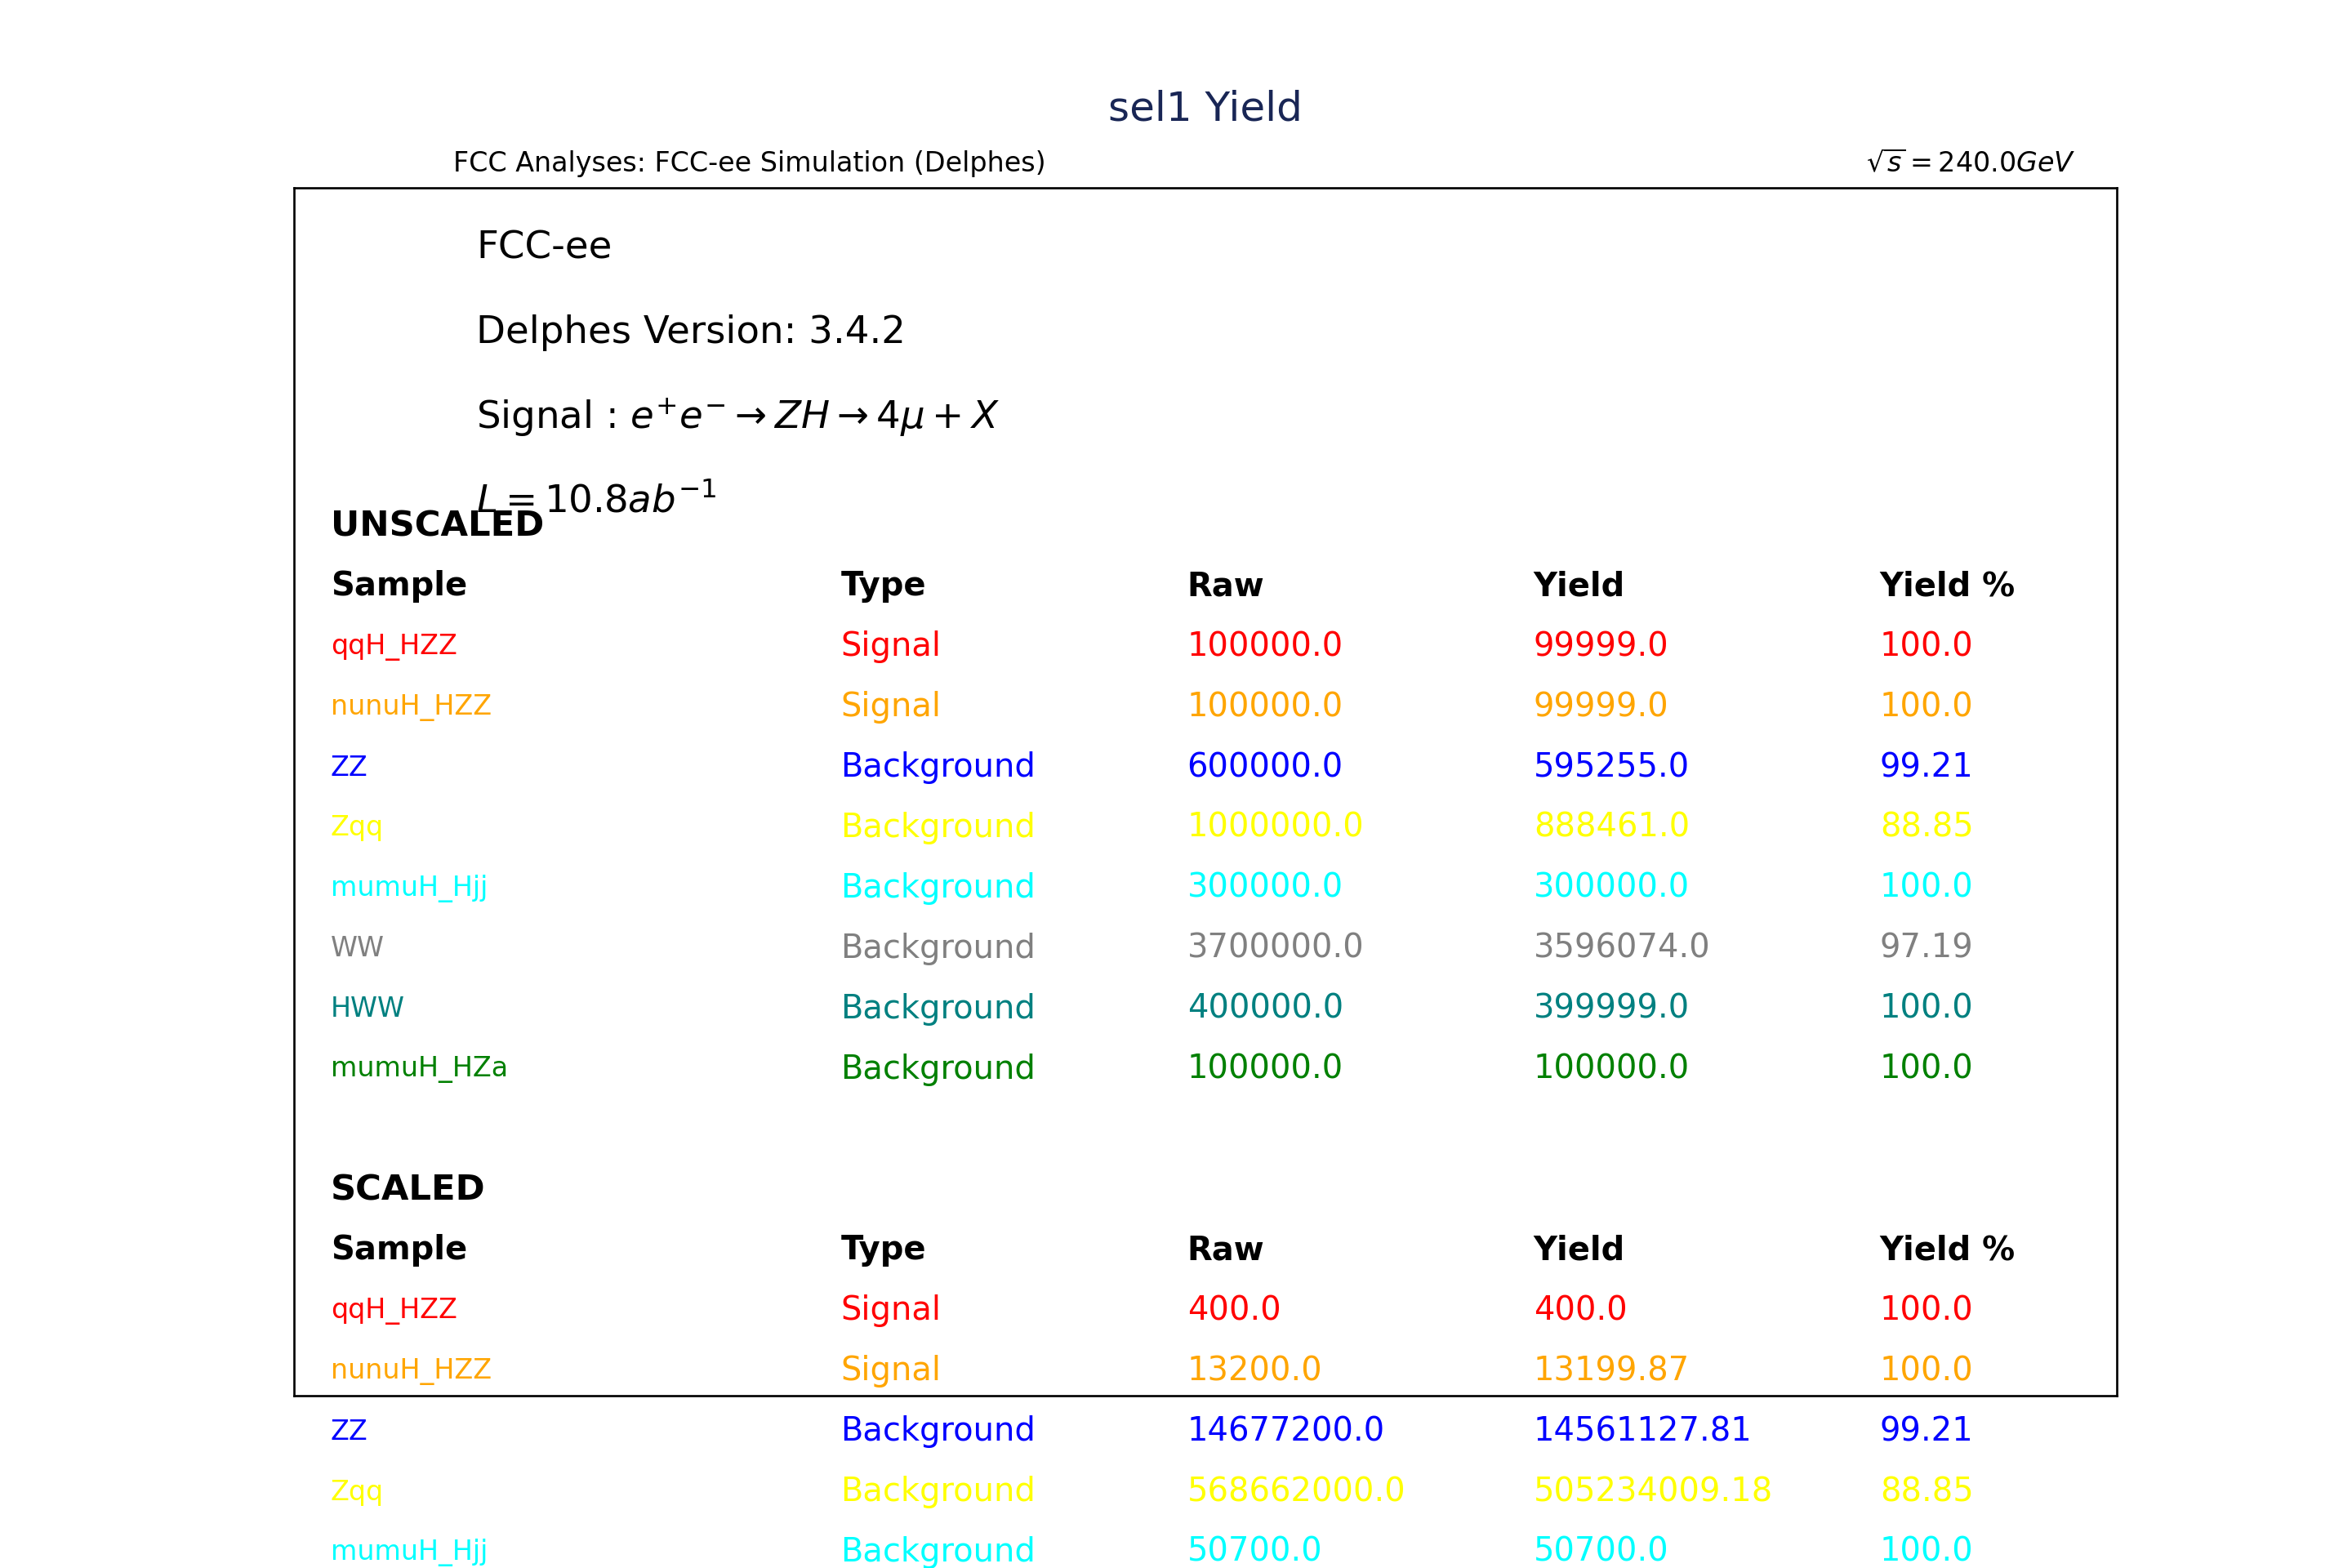 sel1 Yield
FCC Analyses: FCC-ee Simulation (Delphes) √s = 240.0GeV
FCC-ee
Delphes Version: 3.4.2
Signal : e⁺e⁻ → ZH → 4μ + X
L = 10.8ab⁻¹
UNSCALED
Sample Type Raw Yield Yield %
qqH_HZZ Signal 100000.0 99999.0 100.0
nunuH_HZZ Signal 100000.0 99999.0 100.0
ZZ Background 600000.0 595255.0 99.21
Zqq Background 1000000.0 888461.0 88.85
mumuH_Hjj Background 300000.0 300000.0 100.0
WW Background 3700000.0 3596074.0 97.19
HWW Background 400000.0 399999.0 100.0
mumuH_HZa Background 100000.0 100000.0 100.0
SCALED
Sample Type Raw Yield Yield %
qqH_HZZ Signal 400.0 400.0 100.0
nunuH_HZZ Signal 13200.0 13199.87 100.0
ZZ Background 14677200.0 14561127.81 99.21
Zqq Background 568662000.0 505234009.18 88.85
mumuH_Hjj Background 50700.0 50700.0 100.0